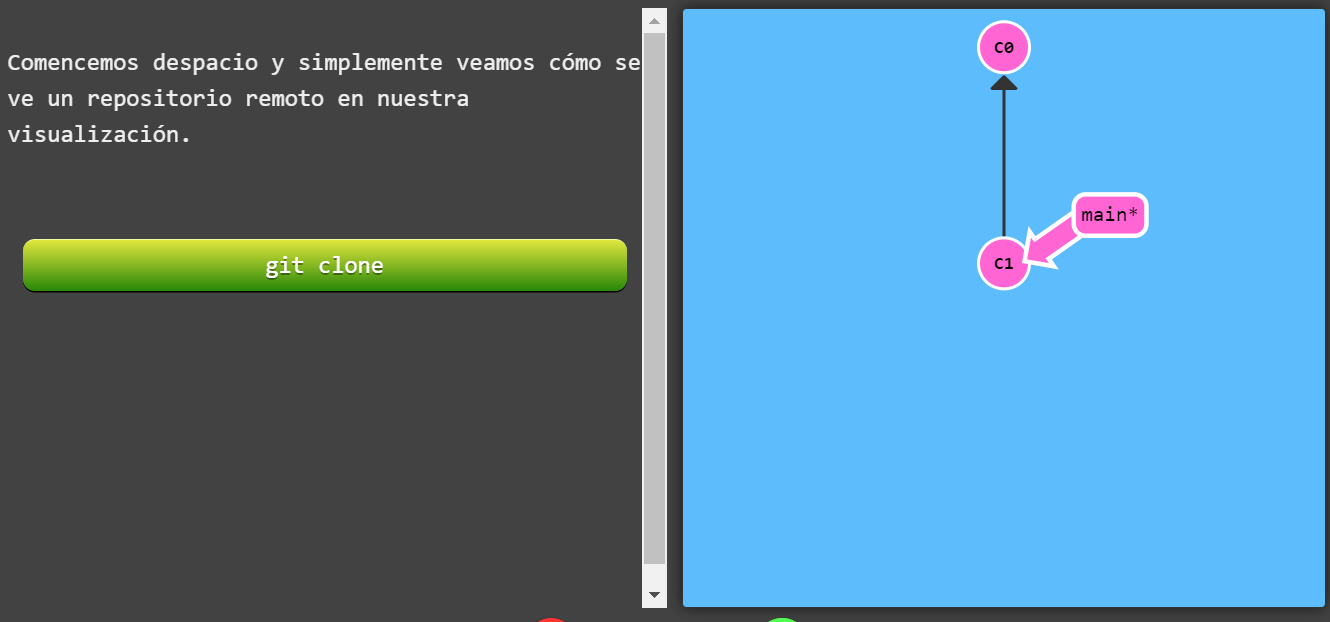 Comencemos despacio y simplemente veamos cómo se
ve un repositorio remoto en nuestra
visualización.
git clone
C0
main*
C1